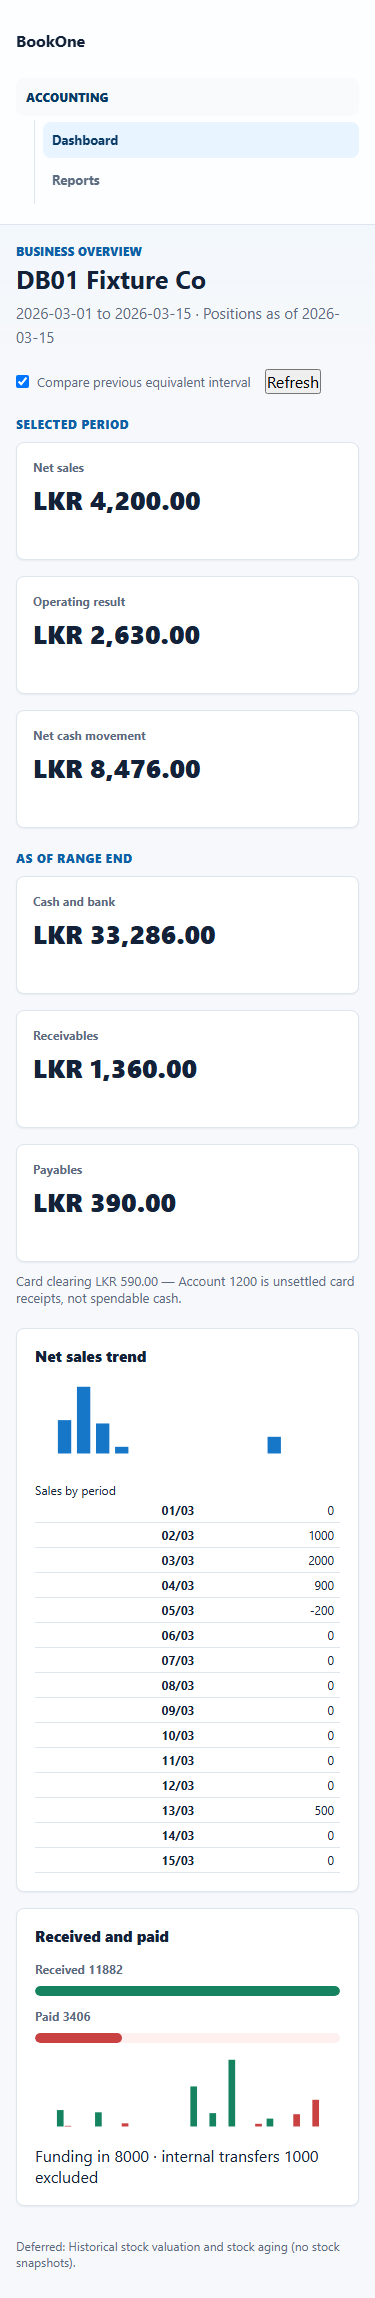 BookOne
ACCOUNTING
Dashboard
Reports
BUSINESS OVERVIEW
DB01 Fixture Co
2026-03-01 to 2026-03-15 · Positions as of 2026-
03-15
Compare previous equivalent interval Refresh
SELECTED PERIOD
Net sales
LKR 4,200.00
Operating result
LKR 2,630.00
Net cash movement
LKR 8,476.00
AS OF RANGE END
Cash and bank
LKR 33,286.00
Receivables
LKR 1,360.00
Payables
LKR 390.00
Card clearing LKR 590.00 — Account 1200 is unsettled card
receipts, not spendable cash.
Net sales trend
Sales by period
01/03 0
02/03 1000
03/03 2000
04/03 900
05/03 -200
06/03 0
07/03 0
08/03 0
09/03 0
10/03 0
11/03 0
12/03 0
13/03 500
14/03 0
15/03 0
Received and paid
Received 11882
Paid 3406
Funding in 8000 · internal transfers 1000
excluded
Deferred: Historical stock valuation and stock aging (no stock
snapshots).